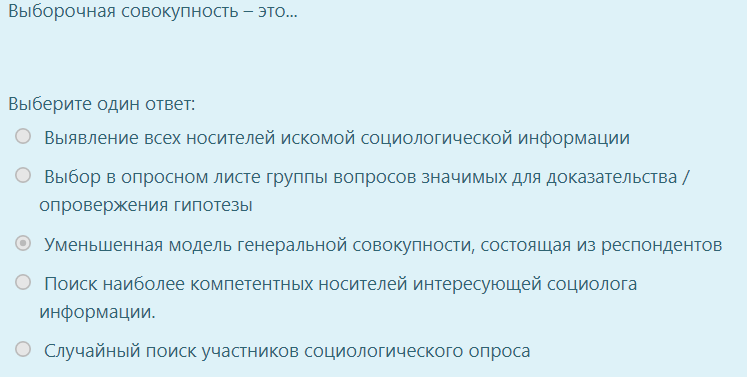 Выборочная совокупность – это...
Выберите один ответ:
Выявление всех носителей искомой социологической информации
Выбор в опросном листе группы вопросов значимых для доказательства /
опровержения гипотезы
Уменьшенная модель генеральной совокупности, состоящая из респондентов
Поиск наиболее компетентных носителей интересующей социолога
информации.
Случайный поиск участников социологического опроса